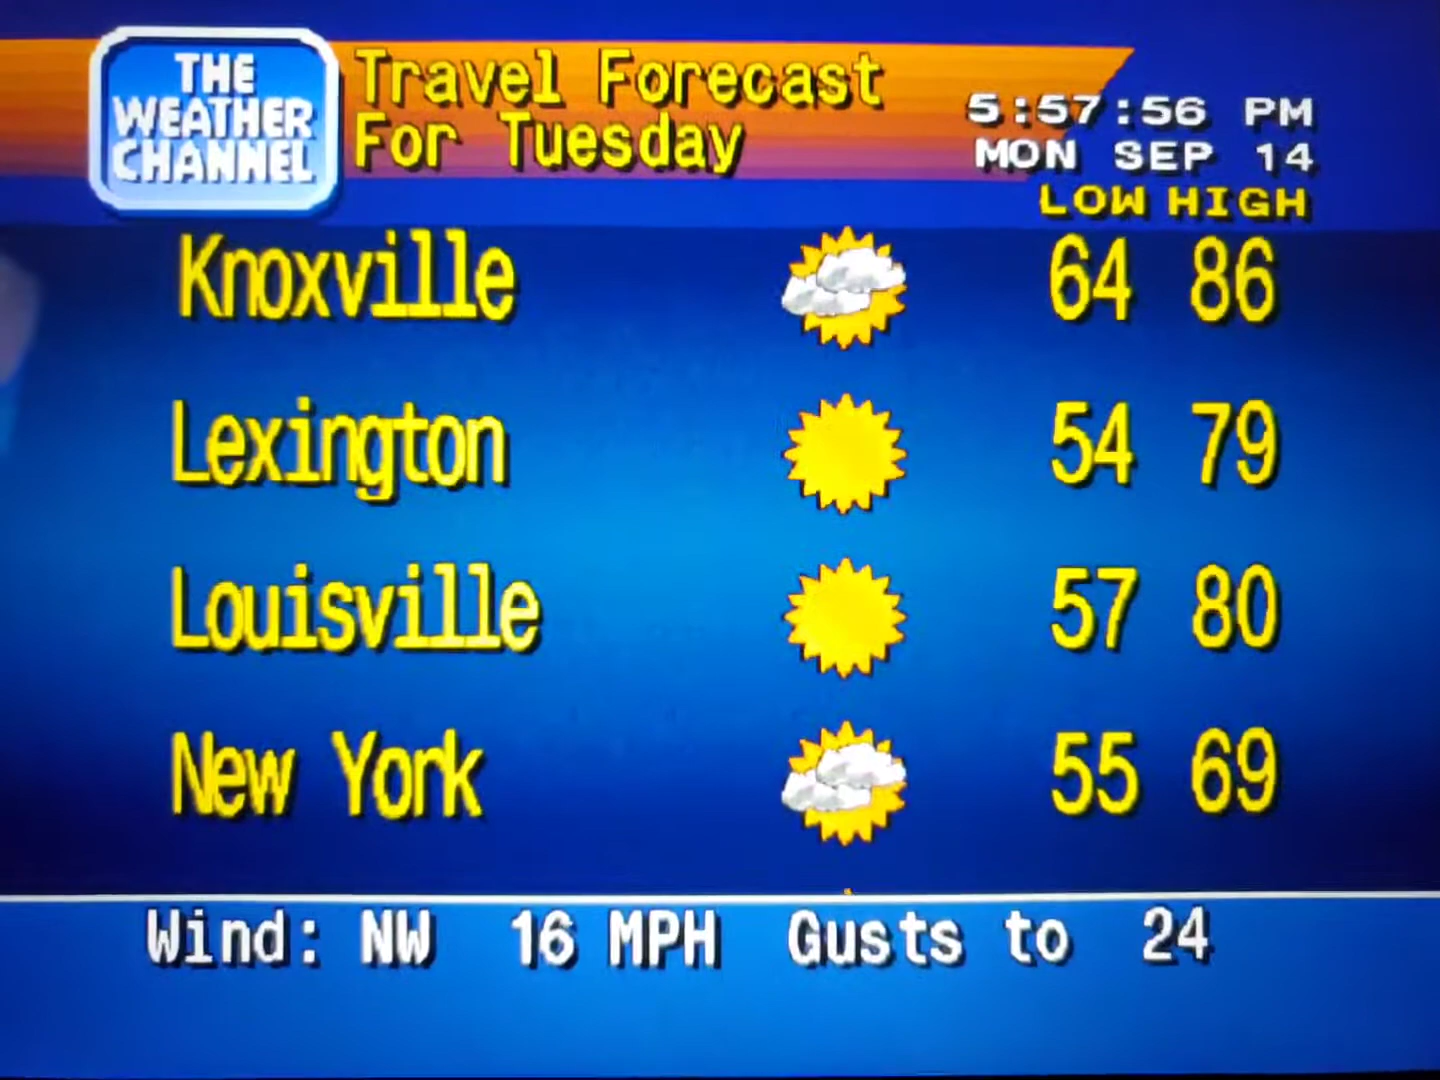 THE
WEATHER
CHANNEL
Travel Forecast
For Tuesday
5:57:56 PM
MON SEP 14
LOW HIGH
Knoxville 64 86
Lexington 54 79
Louisville 57 80
New York 55 69
Wind: NW 16 MPH Gusts to 24